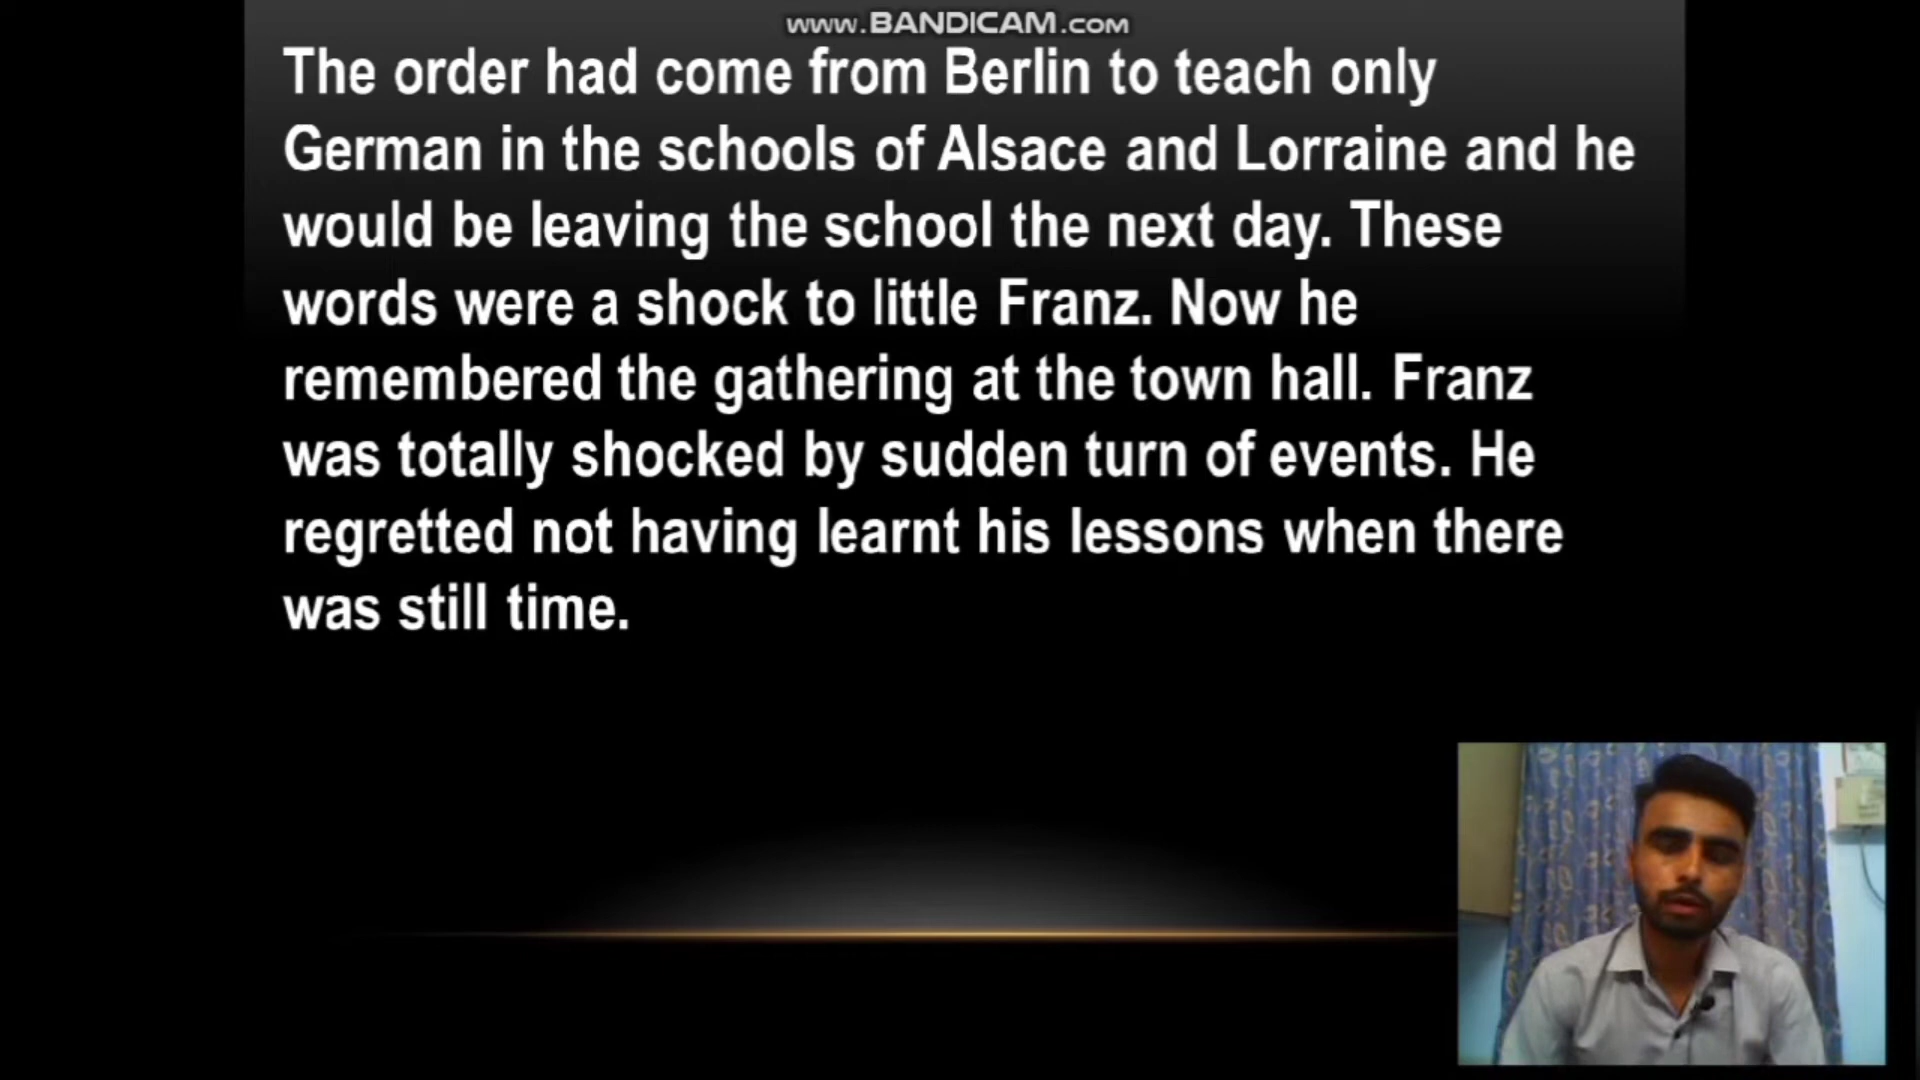 www.BANDICAM.com
The order had come from Berlin to teach only
German in the schools of Alsace and Lorraine and he
would be leaving the school the next day. These
words were a shock to little Franz. Now he
remembered the gathering at the town hall. Franz
was totally shocked by sudden turn of events. He
regretted not having learnt his lessons when there
was still time.